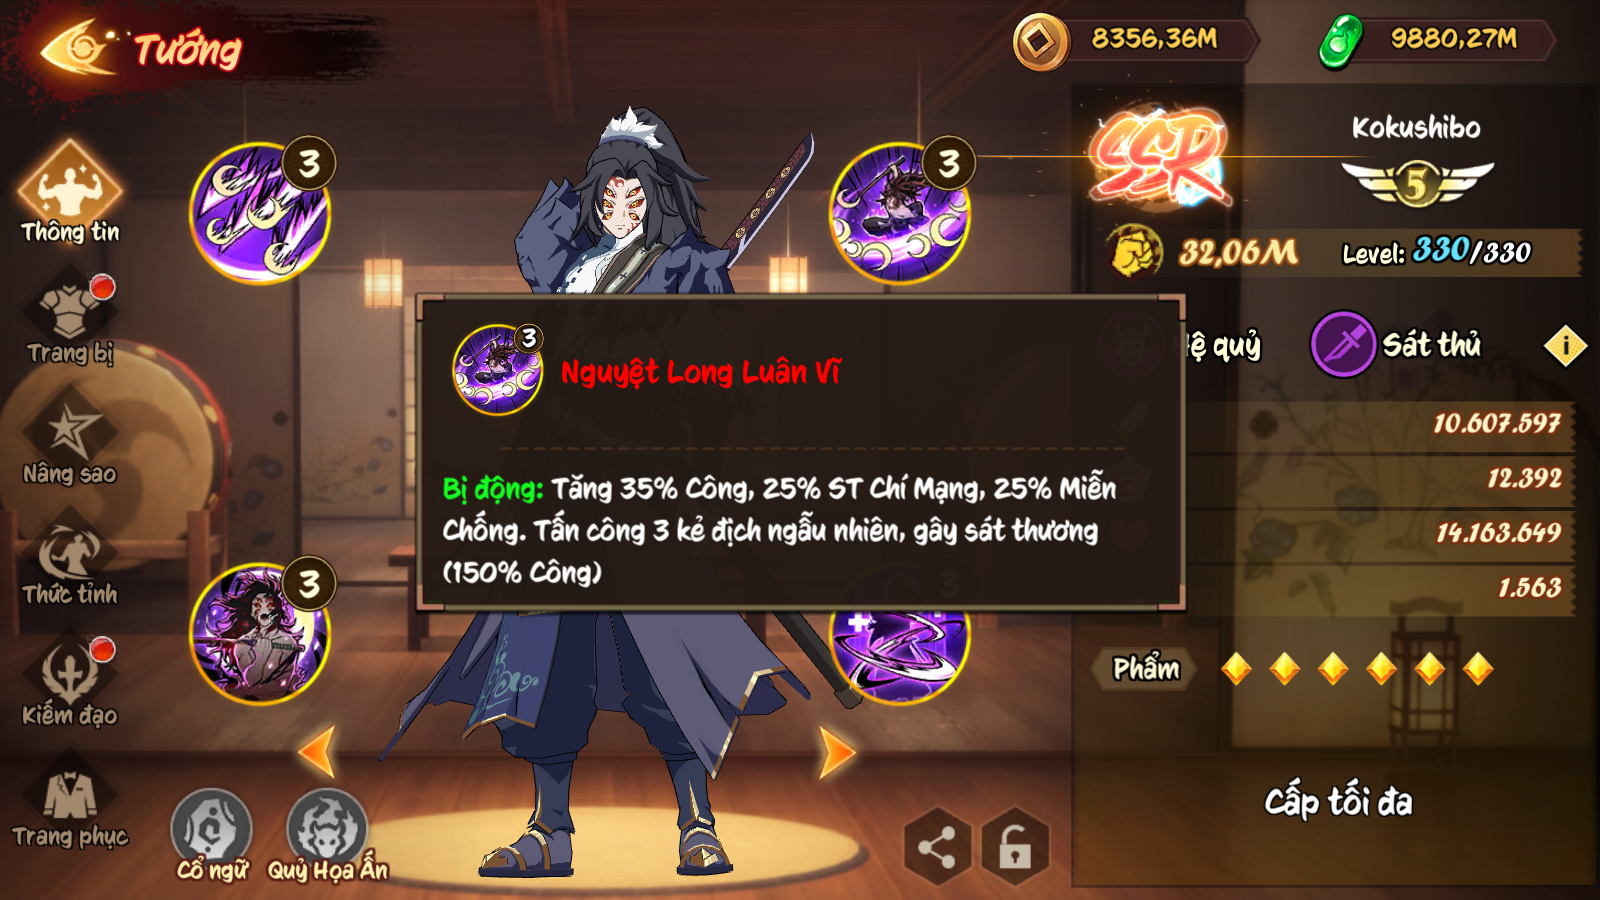 Tướng
8356,36M
9880,27M
Thông tin
Trang bị
Nâng sao
Thức tỉnh
Kiếm đạo
Trang phục
3
3
3
SSR
Kokushibo
5
32,06M
Level: 330/330
Hệ quỷ
Sát thủ
i
3
Nguyệt Long Luân Vĩ
Bị động: Tăng 35% Công, 25% ST Chí Mạng, 25% Miễn
Chống. Tấn công 3 kẻ địch ngẫu nhiên, gây sát thương
(150% Công)
10.607.597
12.392
14.163.649
1.563
3
Phẩm
Cấp tối đa
Cổ ngữ
Quỷ Họa Ấn